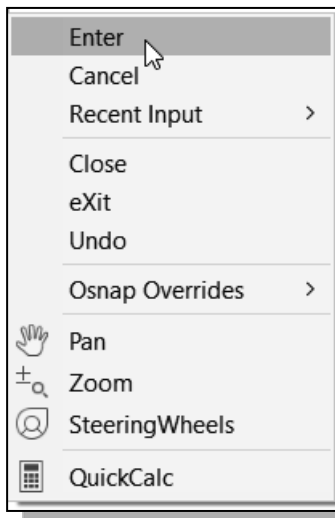 Enter
Cancel
Recent Input
Close
eXit
Undo
Osnap Overrides
Pan
Zoom
SteeringWheels
QuickCalc